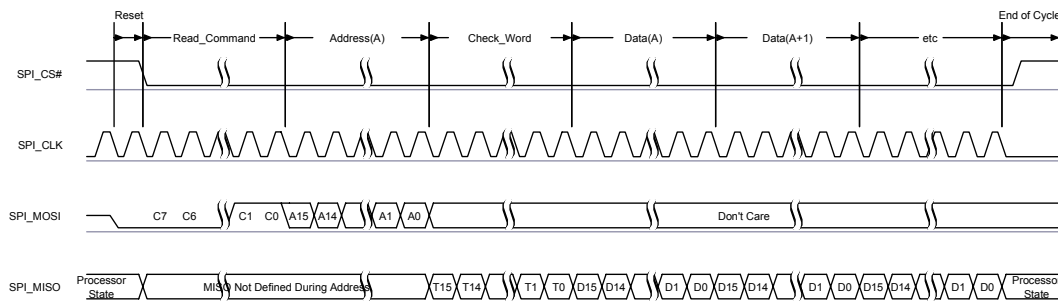 Reset
End of Cycle
Read_Command Address(A) Check_Word Data(A) Data(A+1) etc
SPI_CS#
SPI_CLK
SPI_MOSI C7 C6 C1 C0 A15 A14 A1 A0 Don't Care
SPI_MISO Processor State MISO Not Defined During Address T15 T14 T1 T0 D15 D14 D1 D0 D15 D14 D1 D0 D15 D14 D1 D0 Processor State